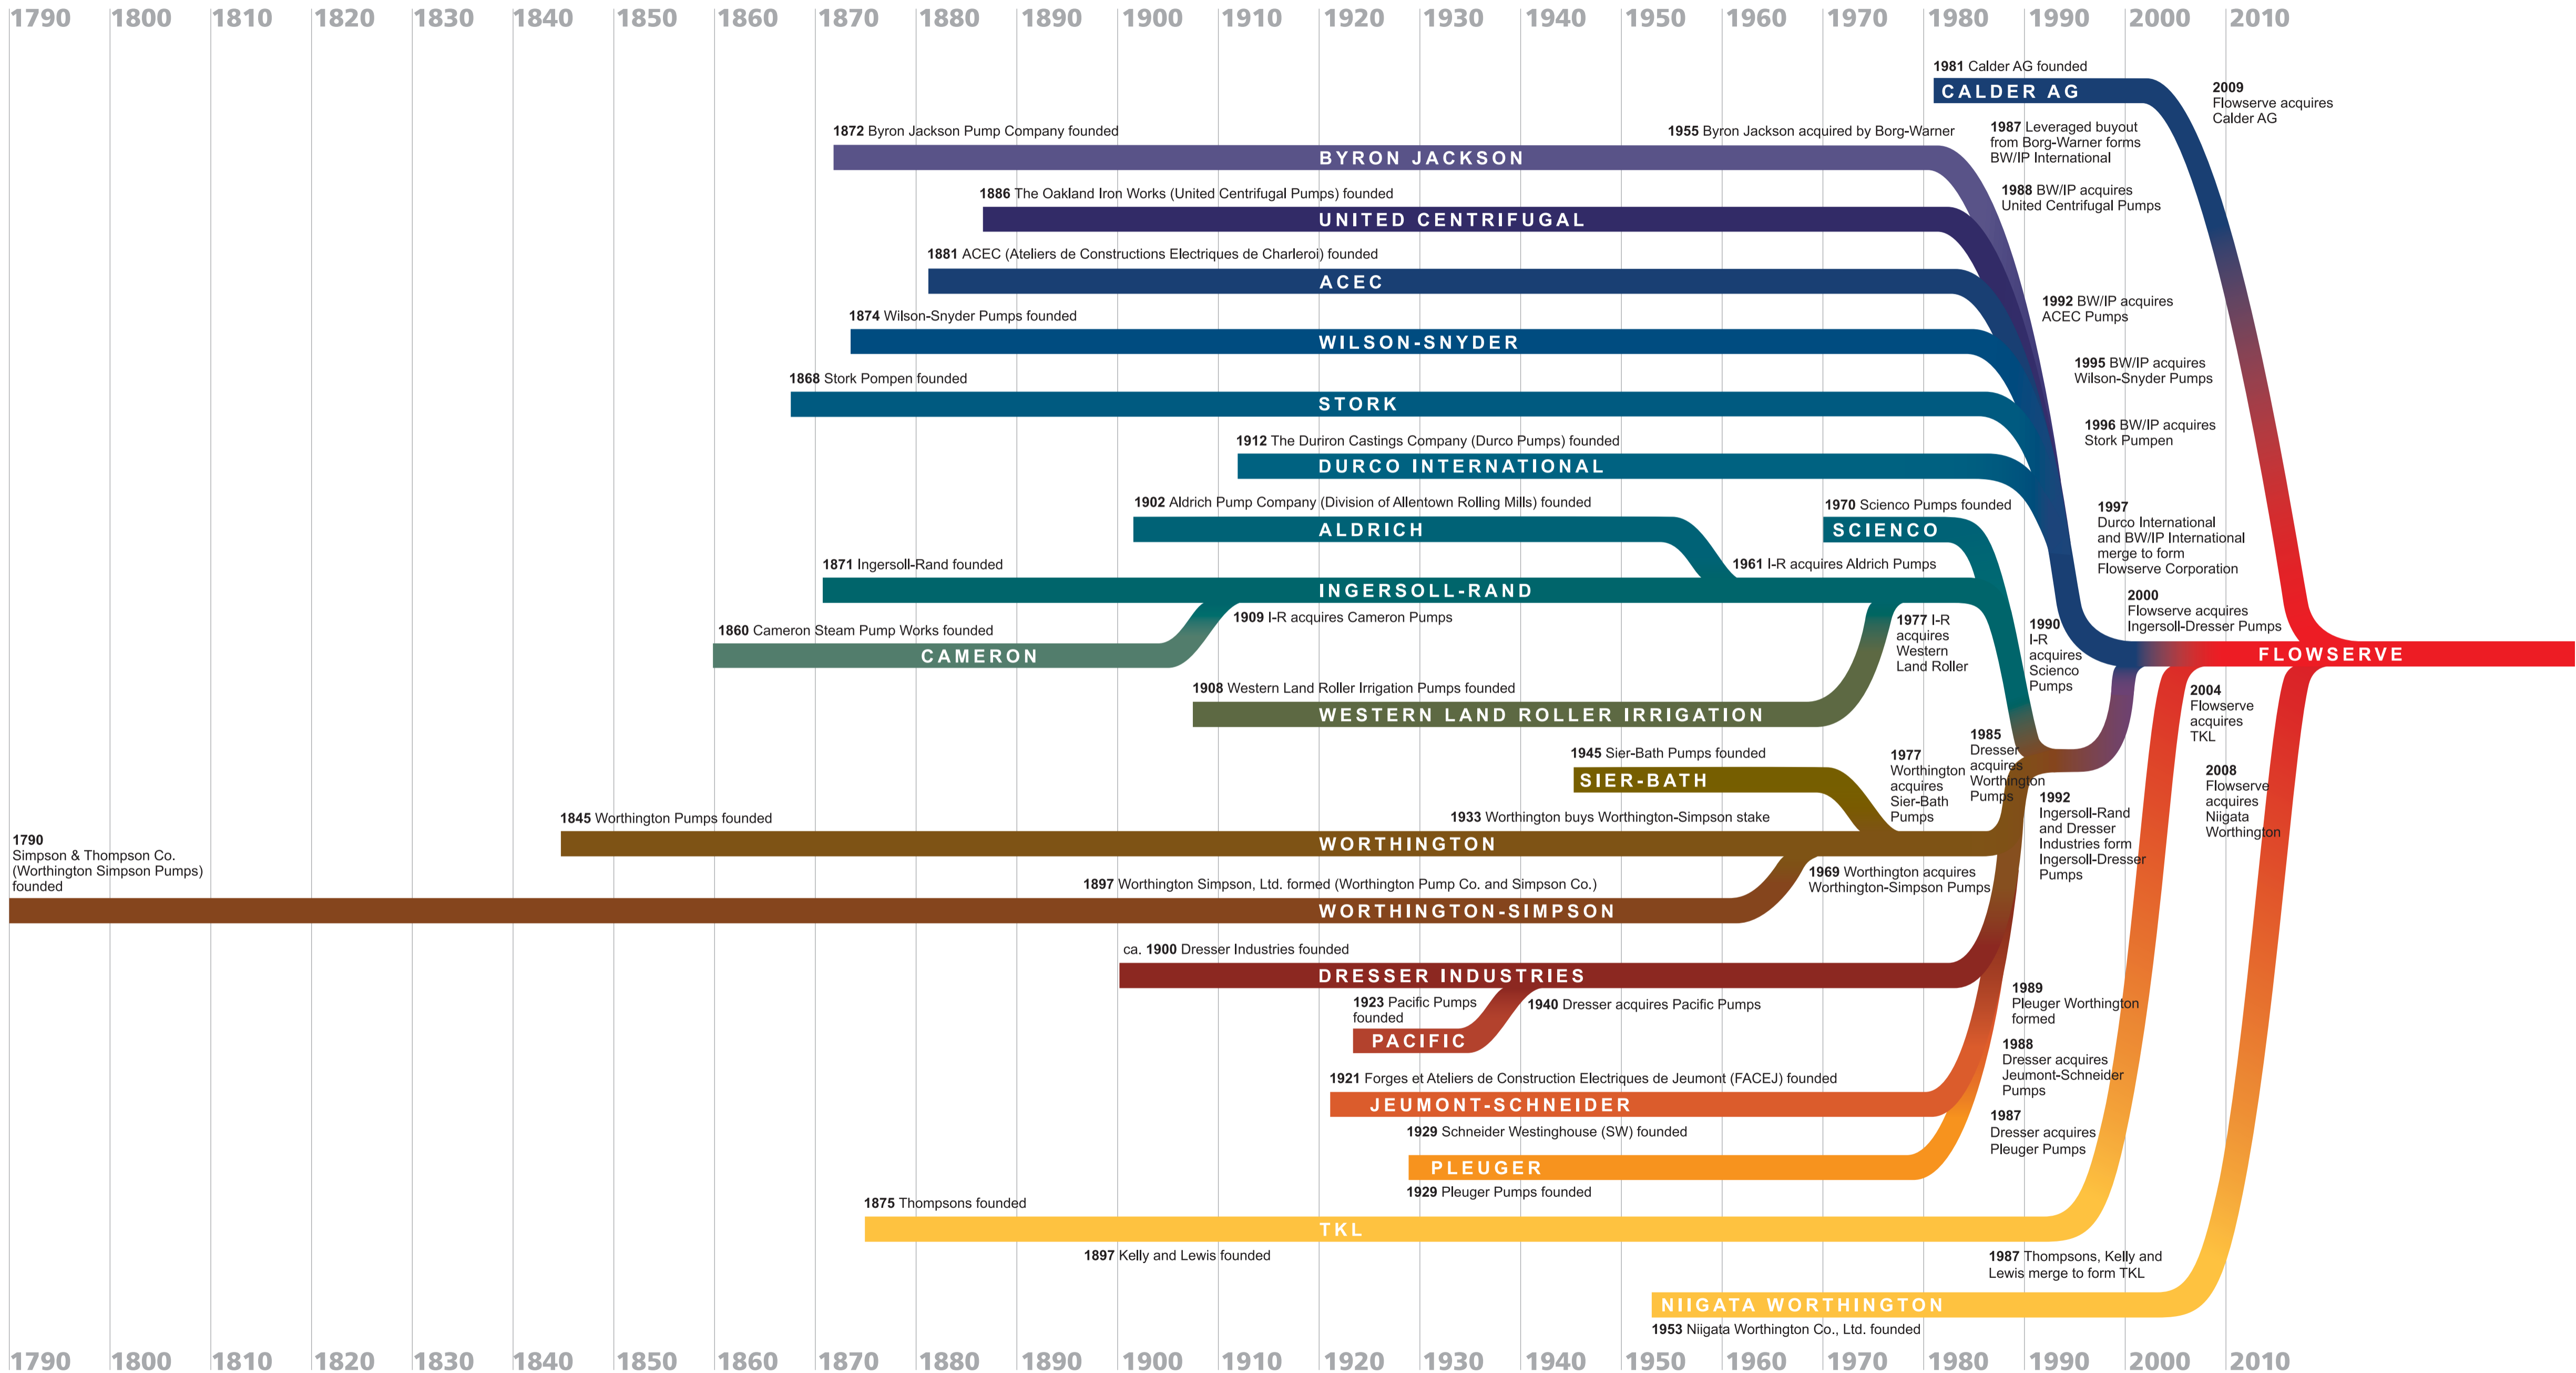 1790 1800 1810 1820 1830 1840 1850 1860 1870 1880 1890 1900 1910 1920 1930 1940 1950 1960 1970 1980 1990 2000 2010
1981 Calder AG founded
CALDER AG
2009
Flowserve acquires
Calder AG
1872 Byron Jackson Pump Company founded
1955 Byron Jackson acquired by Borg-Warner
1987 Leveraged buyout
from Borg-Warner forms
BW/IP International
BYRON JACKSON
1886 The Oakland Iron Works (United Centrifugal Pumps) founded
1988 BW/IP acquires
United Centrifugal Pumps
UNITED CENTRIFUGAL
1881 ACEC (Ateliers de Constructions Electriques de Charleroi) founded
ACEC
1992 BW/IP acquires
ACEC Pumps
1874 Wilson-Snyder Pumps founded
WILSON-SNYDER
1995 BW/IP acquires
Wilson-Snyder Pumps
1868 Stork Pompen founded
STORK
1996 BW/IP acquires
Stork Pumpen
1912 The Duriron Castings Company (Durco Pumps) founded
DURCO INTERNATIONAL
1902 Aldrich Pump Company (Division of Allentown Rolling Mills) founded
ALDRICH
1970 Scienco Pumps founded
SCIENCO
1997
Durco International
and BW/IP International
merge to form
Flowserve Corporation
1871 Ingersoll-Rand founded
1961 I-R acquires Aldrich Pumps
INGERSOLL-RAND
2000
Flowserve acquires
Ingersoll-Dresser Pumps
1909 I-R acquires Cameron Pumps
1860 Cameron Steam Pump Works founded
CAMERON
1977 I-R
acquires
Western
Land Roller
1990
I-R
acquires
Scienco
Pumps
FLOWSERVE
1908 Western Land Roller Irrigation Pumps founded
WESTERN LAND ROLLER IRRIGATION
2004
Flowserve
acquires
TKL
1945 Sier-Bath Pumps founded
SIER-BATH
1977
Worthington
acquires
Sier-Bath
Pumps
1985
Dresser
acquires
Worthington
Pumps
2008
Flowserve
acquires
Niigata
Worthington
1992
Ingersoll-Rand
and Dresser
Industries form
Ingersoll-Dresser
Pumps
1845 Worthington Pumps founded
1933 Worthington buys Worthington-Simpson stake
WORTHINGTON
1790
Simpson & Thompson Co.
(Worthington Simpson Pumps)
founded
1897 Worthington Simpson, Ltd. formed (Worthington Pump Co. and Simpson Co.)
1969 Worthington acquires
Worthington-Simpson Pumps
WORTHINGTON-SIMPSON
ca. 1900 Dresser Industries founded
DRESSER INDUSTRIES
1923 Pacific Pumps
founded
1940 Dresser acquires Pacific Pumps
PACIFIC
1989
Pleuger Worthington
formed
1988
Dresser acquires
Jeumont-Schneider
Pumps
1921 Forges et Ateliers de Construction Electriques de Jeumont (FACEJ) founded
JEUMONT-SCHNEIDER
1929 Schneider Westinghouse (SW) founded
1987
Dresser acquires
Pleuger Pumps
PLEUGER
1929 Pleuger Pumps founded
1875 Thompsons founded
TKL
1897 Kelly and Lewis founded
1987 Thompsons, Kelly and
Lewis merge to form TKL
NIIGATA WORTHINGTON
1953 Niigata Worthington Co., Ltd. founded
1790 1800 1810 1820 1830 1840 1850 1860 1870 1880 1890 1900 1910 1920 1930 1940 1950 1960 1970 1980 1990 2000 2010